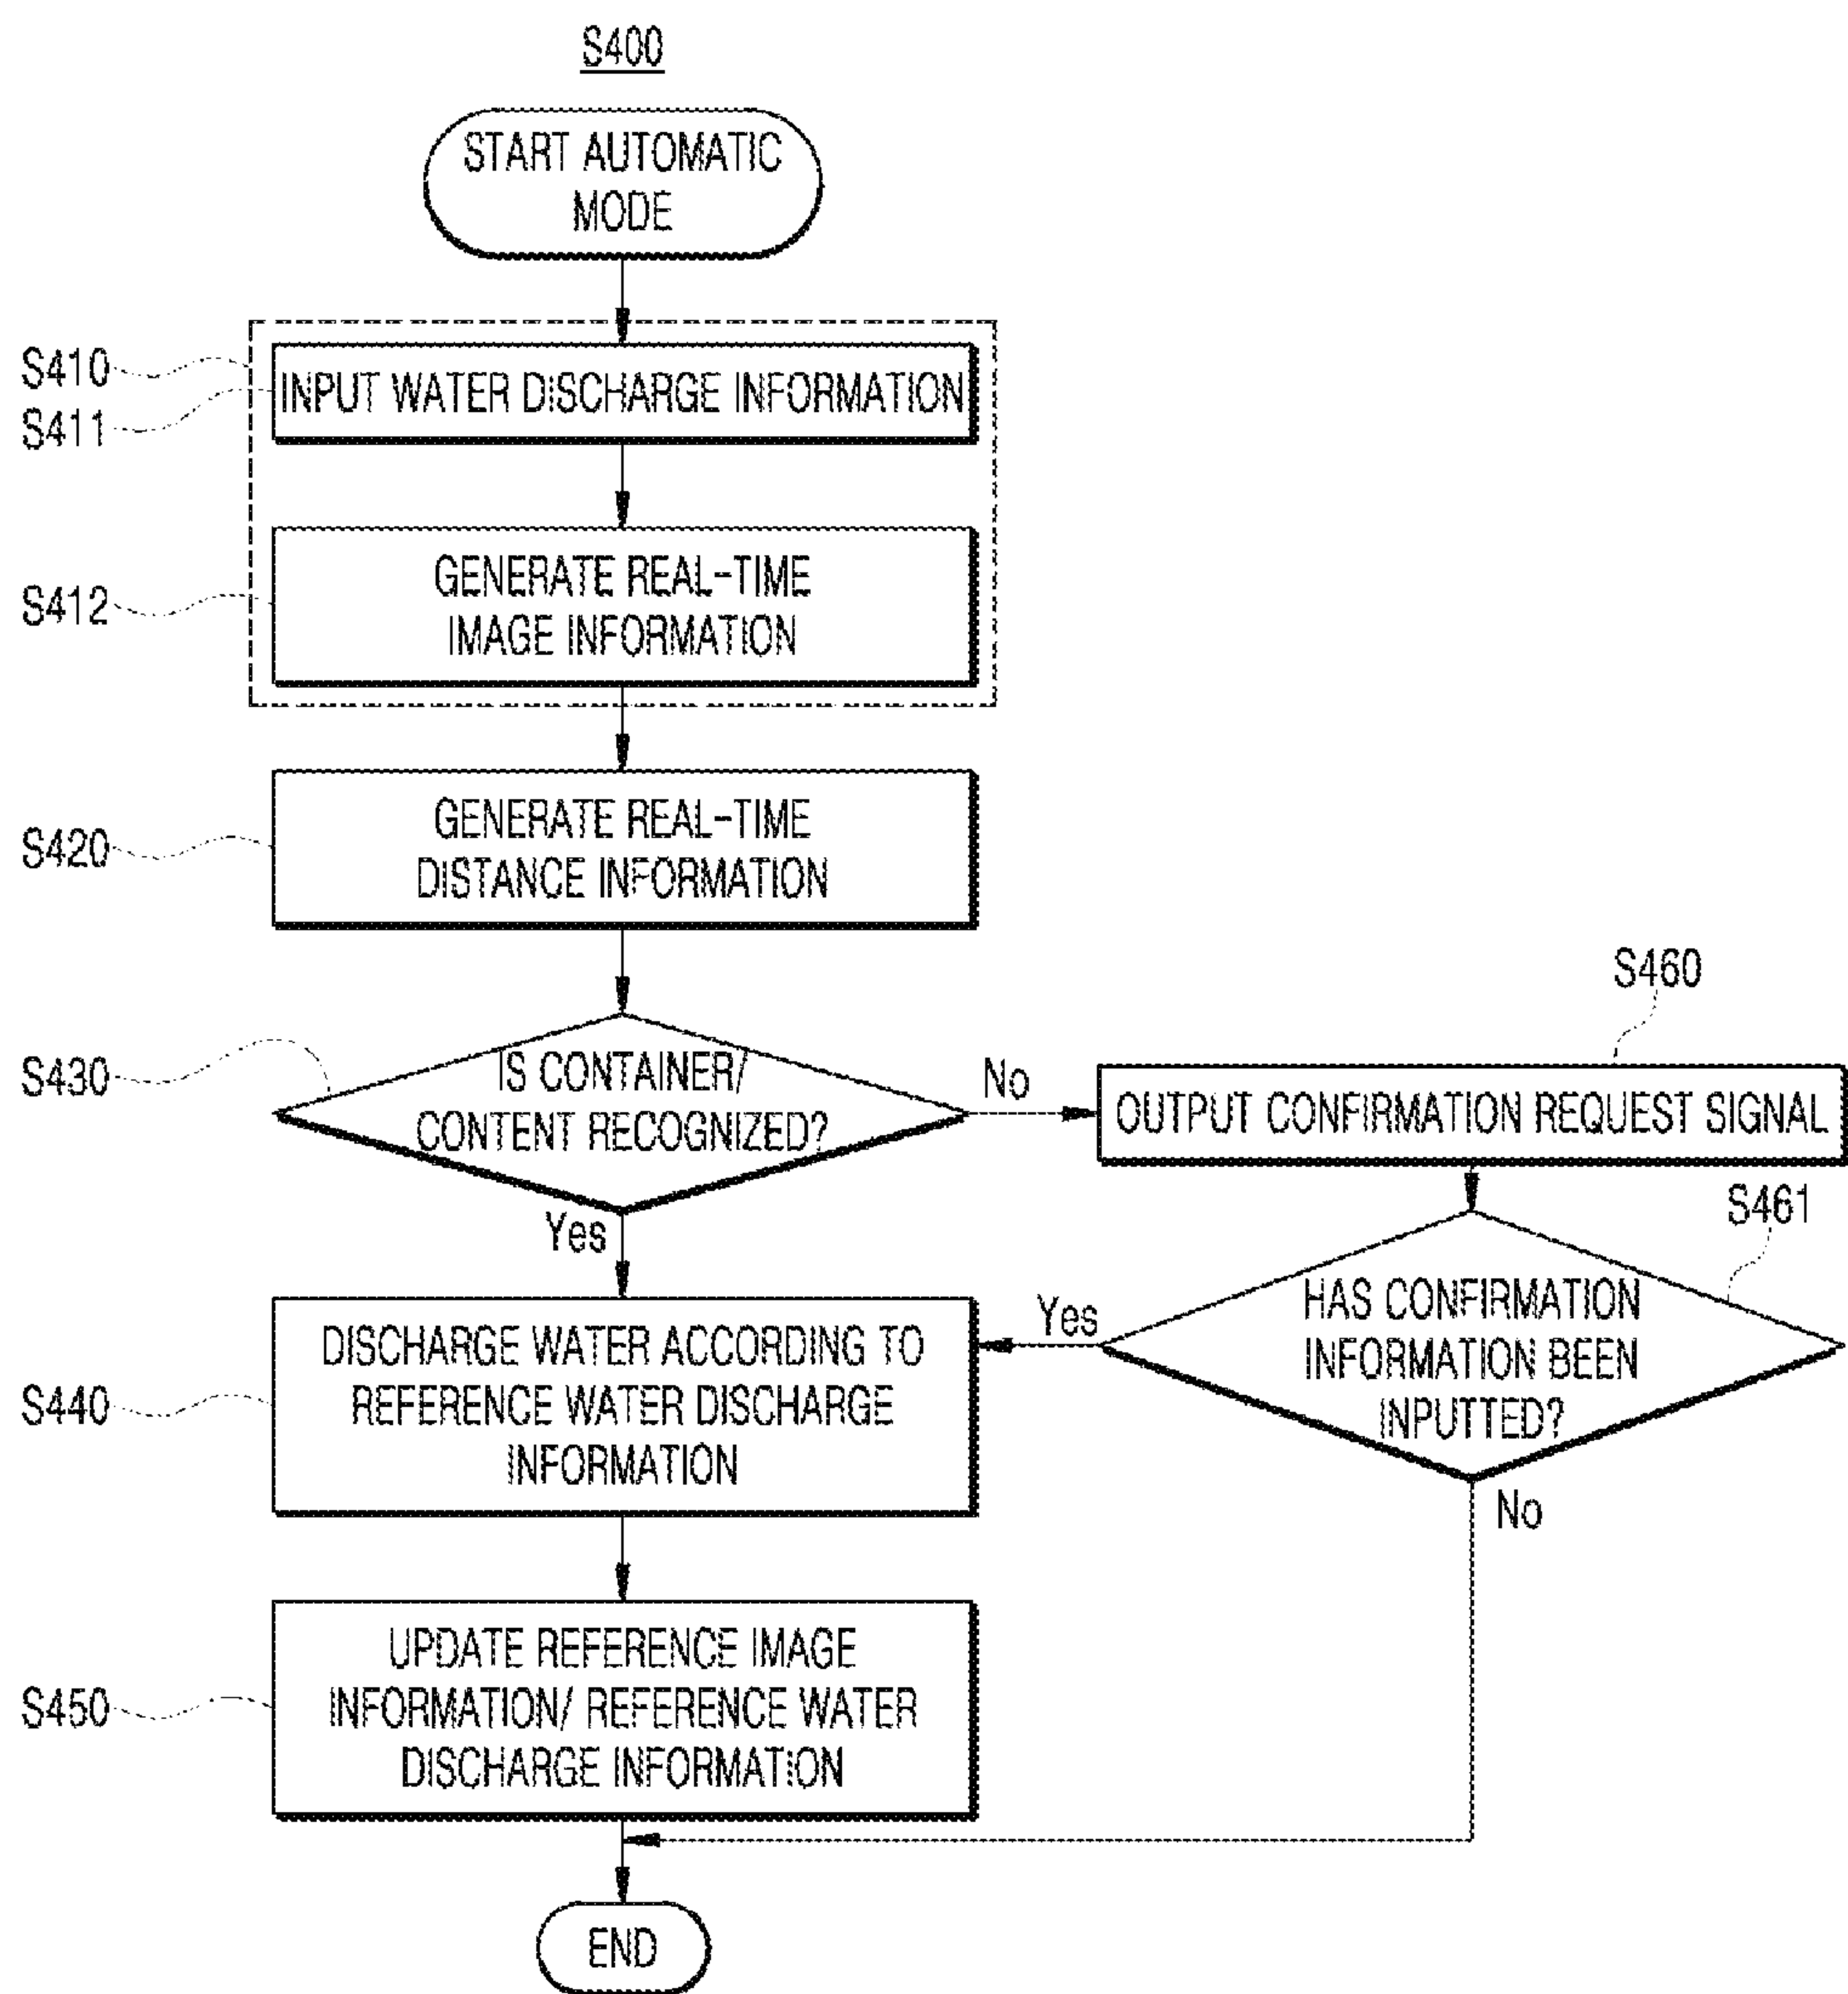 S400
START AUTOMATIC
MODE
S410
S411
INPUT WATER DISCHARGE INFORMATION
S412
GENERATE REAL-TIME
IMAGE INFORMATION
S420
GENERATE REAL-TIME
DISTANCE INFORMATION
S430
IS CONTAINER/
CONTENT RECOGNIZED?
No
Yes
S460
OUTPUT CONFIRMATION REQUEST SIGNAL
S461
HAS CONFIRMATION
INFORMATION BEEN
INPUTTED?
Yes
No
S440
DISCHARGE WATER ACCORDING TO
REFERENCE WATER DISCHARGE
INFORMATION
S450
UPDATE REFERENCE IMAGE
INFORMATION/ REFERENCE WATER
DISCHARGE INFORMATION
END